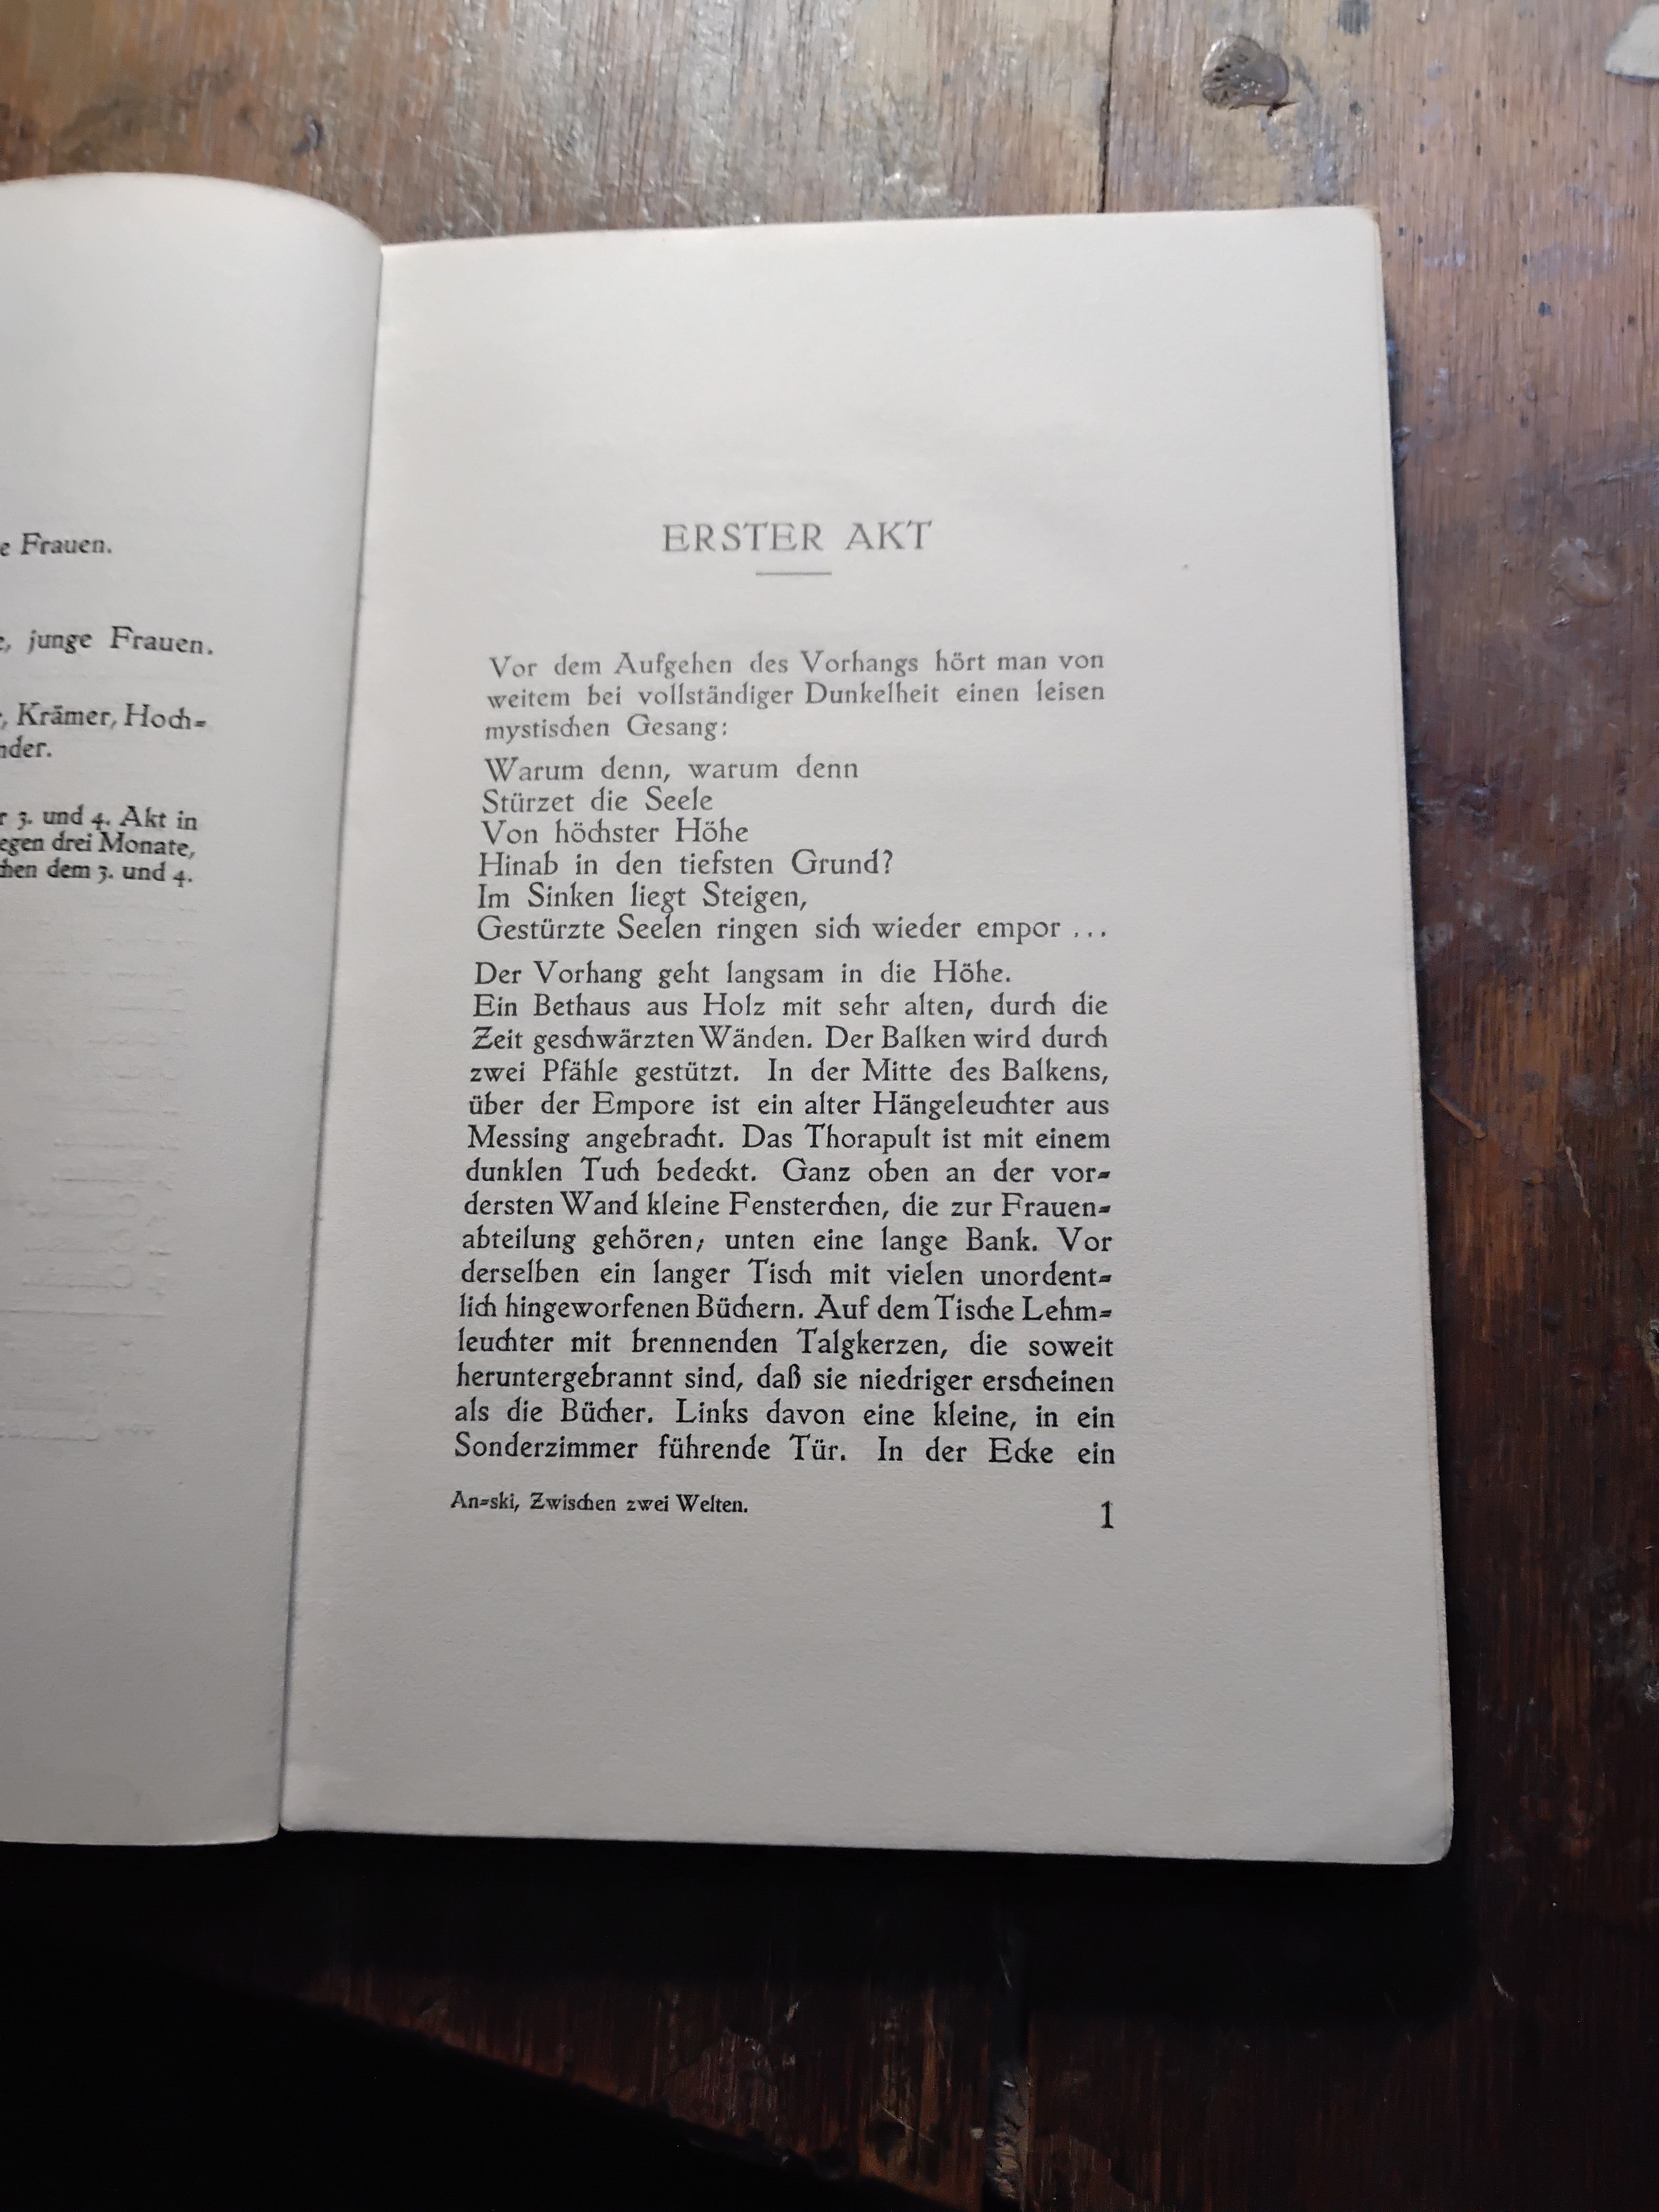 e Frauen.
junge Frauen.
Krämer, Hoch=
nder.
3. und 4. Akt in
egen drei Monate,
hen dem 3. und 4.
ERSTER AKT
Vor dem Aufgehen des Vorhangs hört man von
weitem bei vollständiger Dunkelheit einen leisen
mystischen Gesang:
Warum denn, warum denn
Stürzet die Seele
Von höchster Höhe
Hinab in den tiefsten Grund?
Im Sinken liegt Steigen,
Gestürzte Seelen ringen sich wieder empor ...
Der Vorhang geht langsam in die Höhe.
Ein Bethaus aus Holz mit sehr alten, durch die
Zeit geschwärzten Wänden. Der Balken wird durch
zwei Pfähle gestützt. In der Mitte des Balkens,
über der Empore ist ein alter Hängeleuchter aus
Messing angebracht. Das Thorapult ist mit einem
dunklen Tuch bedeckt. Ganz oben an der vor=
dersten Wand kleine Fensterchen, die zur Frauen=
abteilung gehören; unten eine lange Bank. Vor
derselben ein langer Tisch mit vielen unordent=
lich hingeworfenen Büchern. Auf dem Tische Lehm=
leuchter mit brennenden Talgkerzen, die soweit
heruntergebrannt sind, daß sie niedriger erscheinen
als die Bücher. Links davon eine kleine, in ein
Sonderzimmer führende Tür. In der Ecke ein
An=ski, Zwischen zwei Welten.
1